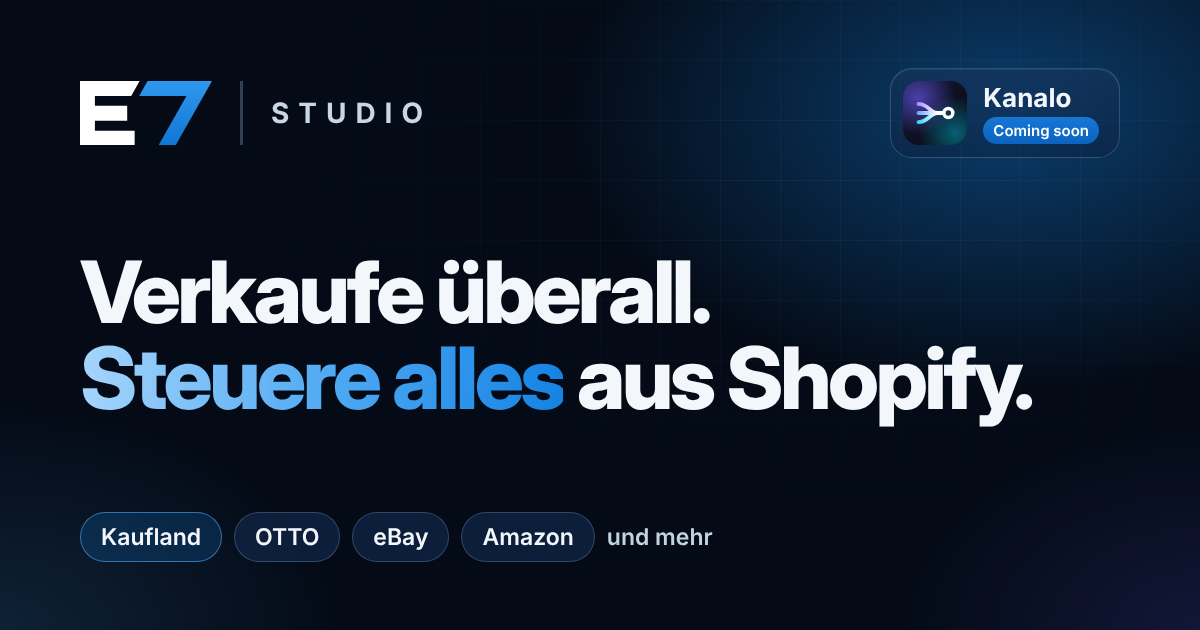 E7 STUDIO
Kanalo
Coming soon
Verkaufe überall.
Steuere alles aus Shopify.
Kaufland OTTO eBay Amazon und mehr